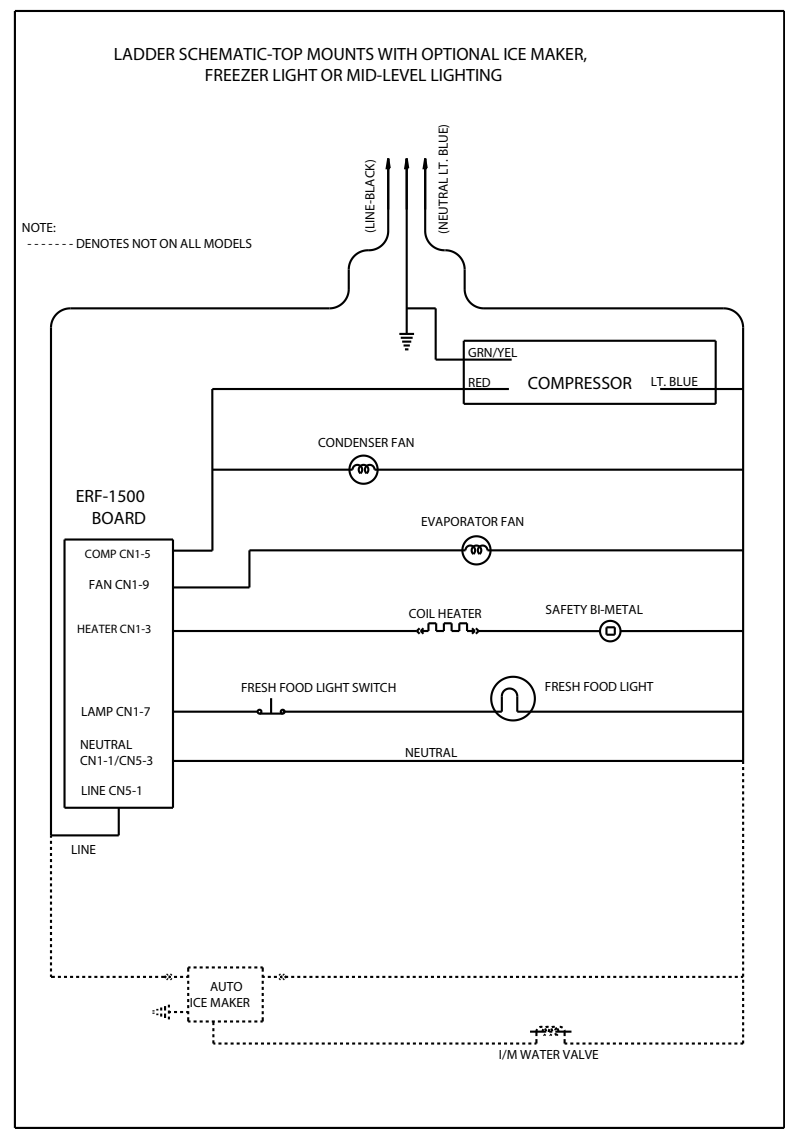 LADDER SCHEMATIC-TOP MOUNTS WITH OPTIONAL ICE MAKER,
FREEZER LIGHT OR MID-LEVEL LIGHTING
(LINE-BLACK)
(NEUTRAL LT. BLUE)
NOTE:
------- DENOTES NOT ON ALL MODELS
GRN/YEL
RED
COMPRESSOR
LT. BLUE
CONDENSER FAN
ERF-1500
BOARD
EVAPORATOR FAN
COMP CN1-5
FAN CN1-9
HEATER CN1-3
COIL HEATER
SAFETY BI-METAL
FRESH FOOD LIGHT SWITCH
FRESH FOOD LIGHT
LAMP CN1-7
NEUTRAL
CN1-1/CN5-3
NEUTRAL
LINE CN5-1
LINE
AUTO
ICE MAKER
I/M WATER VALVE